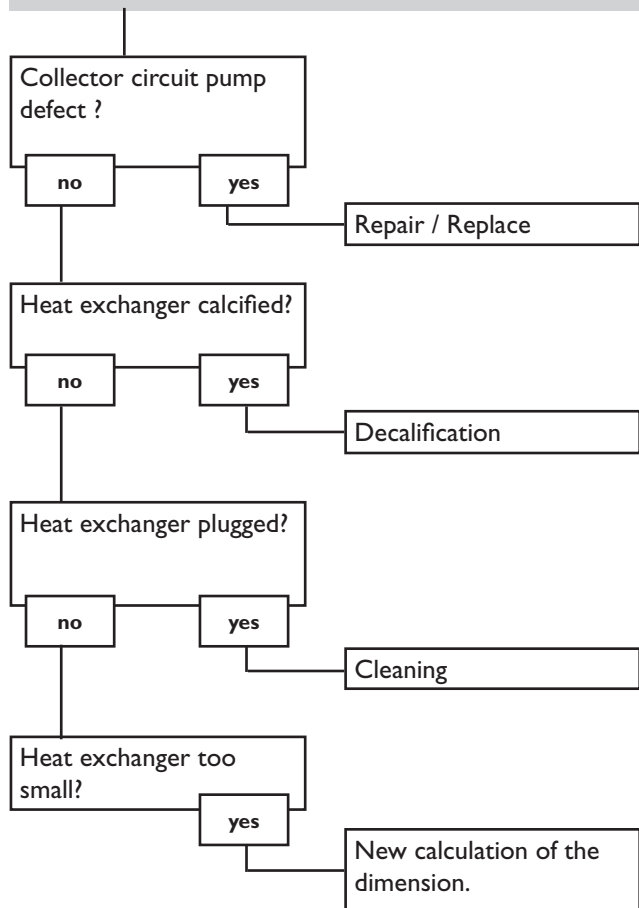 Collector circuit pump
defect ?
no
yes
Repair / Replace
Heat exchanger calcified?
no
yes
Decalification
Heat exchanger plugged?
no
yes
Cleaning
Heat exchanger too
small?
yes
New calculation of the
dimension.